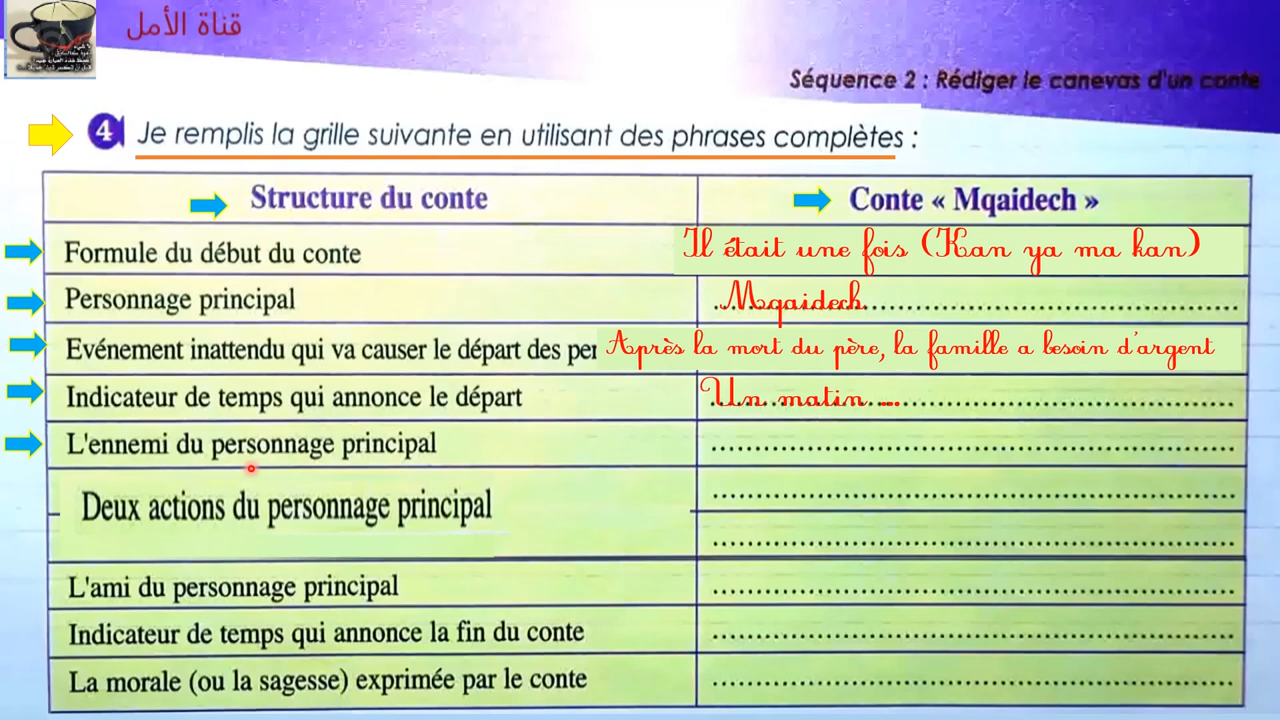 قناة الأمل
Séquence 2 : Rédiger le canevas d'un conte
4 Je remplis la grille suivante en utilisant des phrases complètes :
Structure du conte
Conte « Mqaidech »
Formule du début du conte
Il était une fois (Kan ya ma kan)
Personnage principal
Mqaidech
Evénement inattendu qui va causer le départ des per
Après la mort du père, la famille a besoin d'argent
Indicateur de temps qui annonce le départ
Un matin ....
L'ennemi du personnage principal
Deux actions du personnage principal
L'ami du personnage principal
Indicateur de temps qui annonce la fin du conte
La morale (ou la sagesse) exprimée par le conte